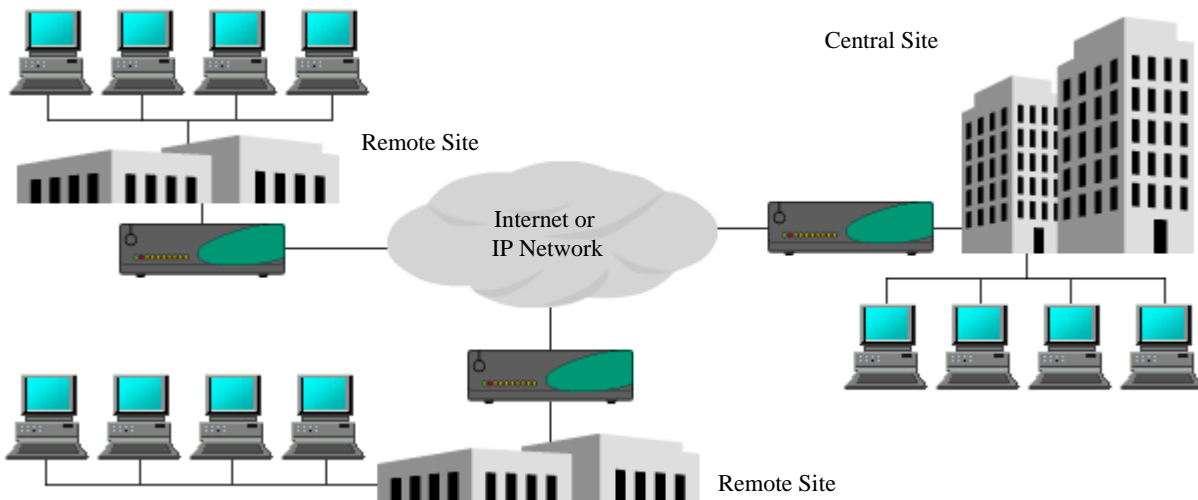 Central Site
Remote Site
Internet or
IP Network
Remote Site